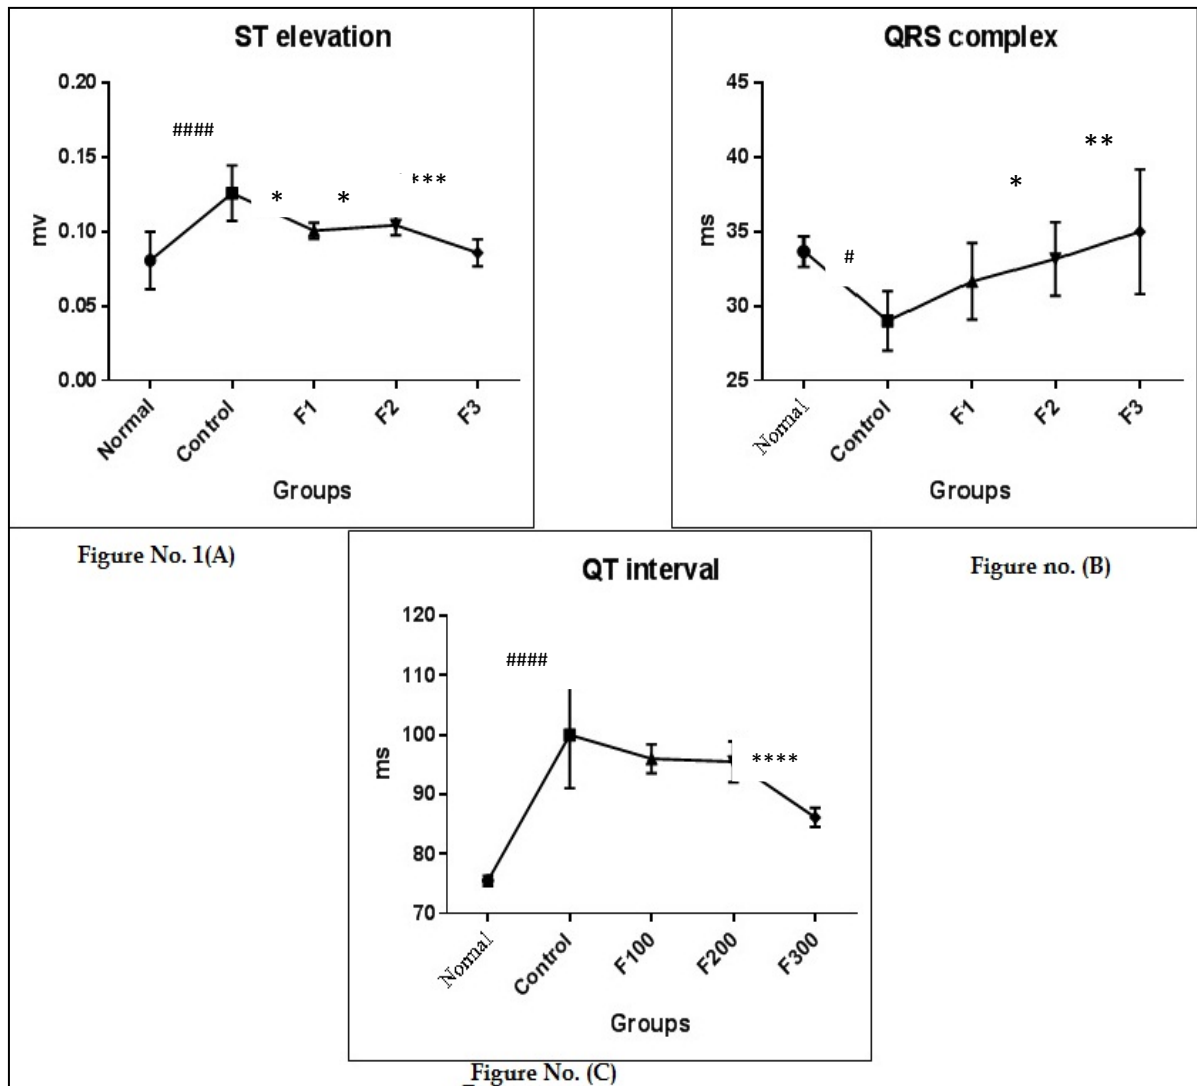 ST elevation
0.20
0.15
0.10
0.05
0.00
mv
####
*
*
***
Normal
Control
F1
F2
F3
Groups
Figure No. 1(A)
QRS complex
45
40
35
30
25
ms
#
*
**
Normal
Control
F1
F2
F3
Groups
Figure no. (B)
QT interval
120
110
100
90
80
70
ms
####
****
Normal
Control
F100
F200
F300
Groups
Figure No. (C)